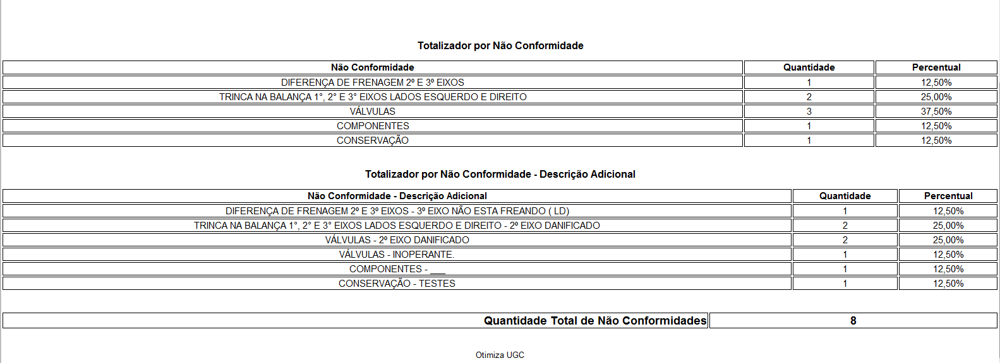 Totalizador por Não Conformidade
Não Conformidade Quantidade Percentual
DIFERENÇA DE FRENAGEM 2º E 3º EIXOS 1 12,50%
TRINCA NA BALANÇA 1°, 2° E 3° EIXOS LADOS ESQUERDO E DIREITO 2 25,00%
VÁLVULAS 3 37,50%
COMPONENTES 1 12,50%
CONSERVAÇÃO 1 12,50%
Totalizador por Não Conformidade - Descrição Adicional
Não Conformidade - Descrição Adicional Quantidade Percentual
DIFERENÇA DE FRENAGEM 2º E 3º EIXOS - 3º EIXO NÃO ESTA FREANDO ( LD) 1 12,50%
TRINCA NA BALANÇA 1°, 2° E 3° EIXOS LADOS ESQUERDO E DIREITO - 2º EIXO DANIFICADO 2 25,00%
VÁLVULAS - 2º EIXO DANIFICADO 2 25,00%
VÁLVULAS - INOPERANTE. 1 12,50%
COMPONENTES - ___ 1 12,50%
CONSERVAÇÃO - TESTES 1 12,50%
Quantidade Total de Não Conformidades 8
Otimiza UGC